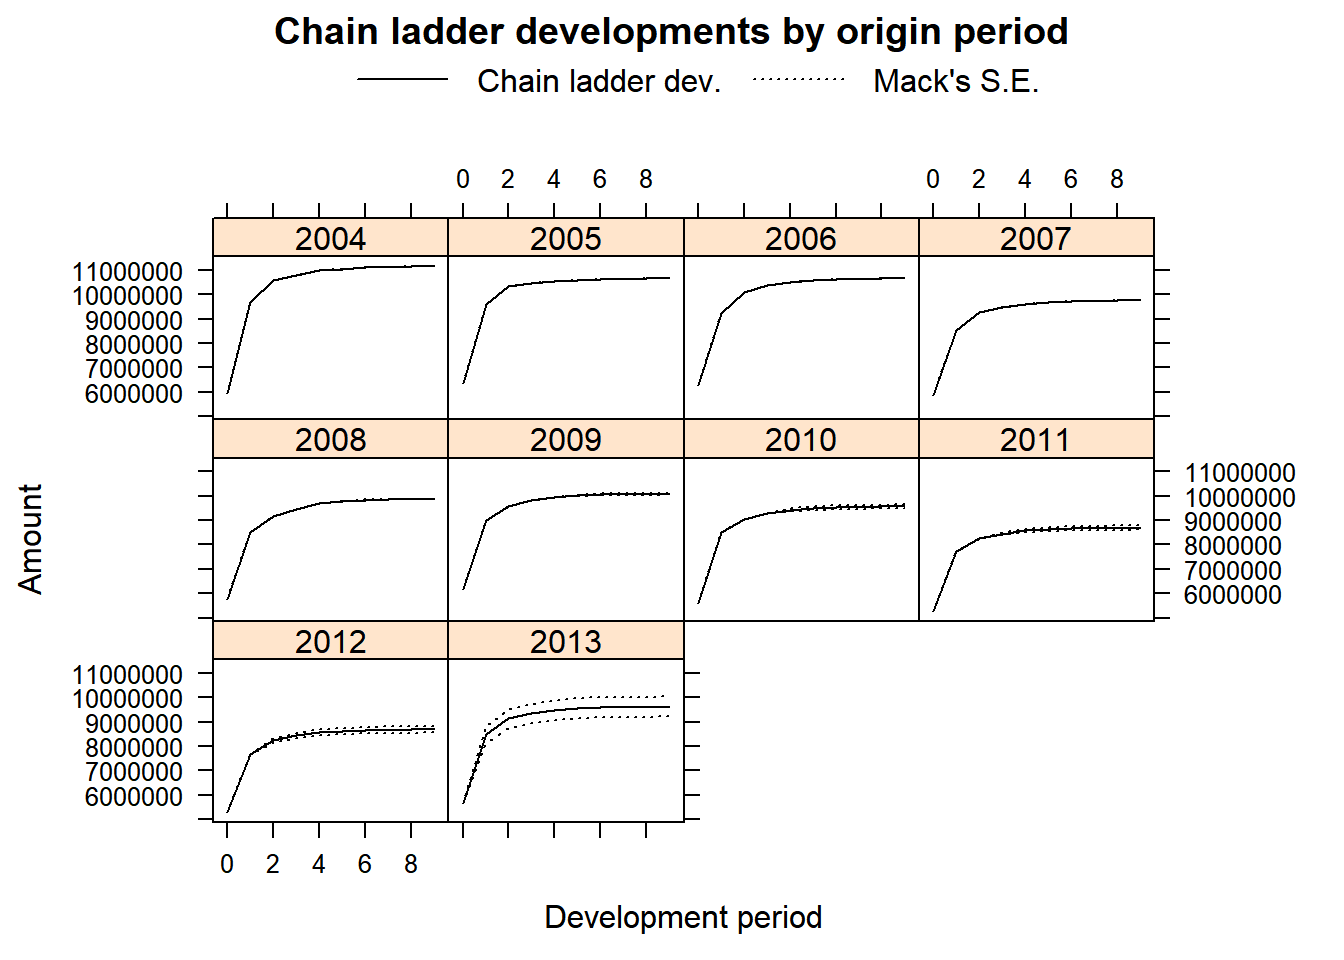 Chain ladder developments by origin period
Chain ladder dev. Mack's S.E.
0 2 4 6 8 0 2 4 6 8
2004 2005 2006 2007
11000000
10000000
9000000
8000000
7000000
6000000
2008 2009 2010 2011
11000000
10000000
9000000
8000000
7000000
6000000
Amount
2012 2013
11000000
10000000
9000000
8000000
7000000
6000000
0 2 4 6 8
Development period